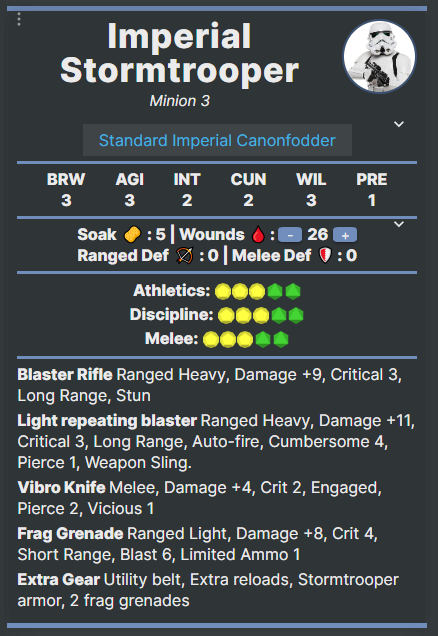 Imperial
Stormtrooper
Minion 3
Standard Imperial Canonfodder
BRW AGI INT CUN WIL PRE
3 3 2 2 3 1
Soak : 5 | Wounds : - 26 +
Ranged Def : 0 | Melee Def : 0
Athletics:
Discipline:
Melee:
Blaster Rifle Ranged Heavy, Damage +9, Critical 3,
Long Range, Stun
Light repeating blaster Ranged Heavy, Damage +11,
Critical 3, Long Range, Auto-fire, Cumbersome 4,
Pierce 1, Weapon Sling.
Vibro Knife Melee, Damage +4, Crit 2, Engaged,
Pierce 2, Vicious 1
Frag Grenade Ranged Light, Damage +8, Crit 4,
Short Range, Blast 6, Limited Ammo 1
Extra Gear Utility belt, Extra reloads, Stormtrooper
armor, 2 frag grenades